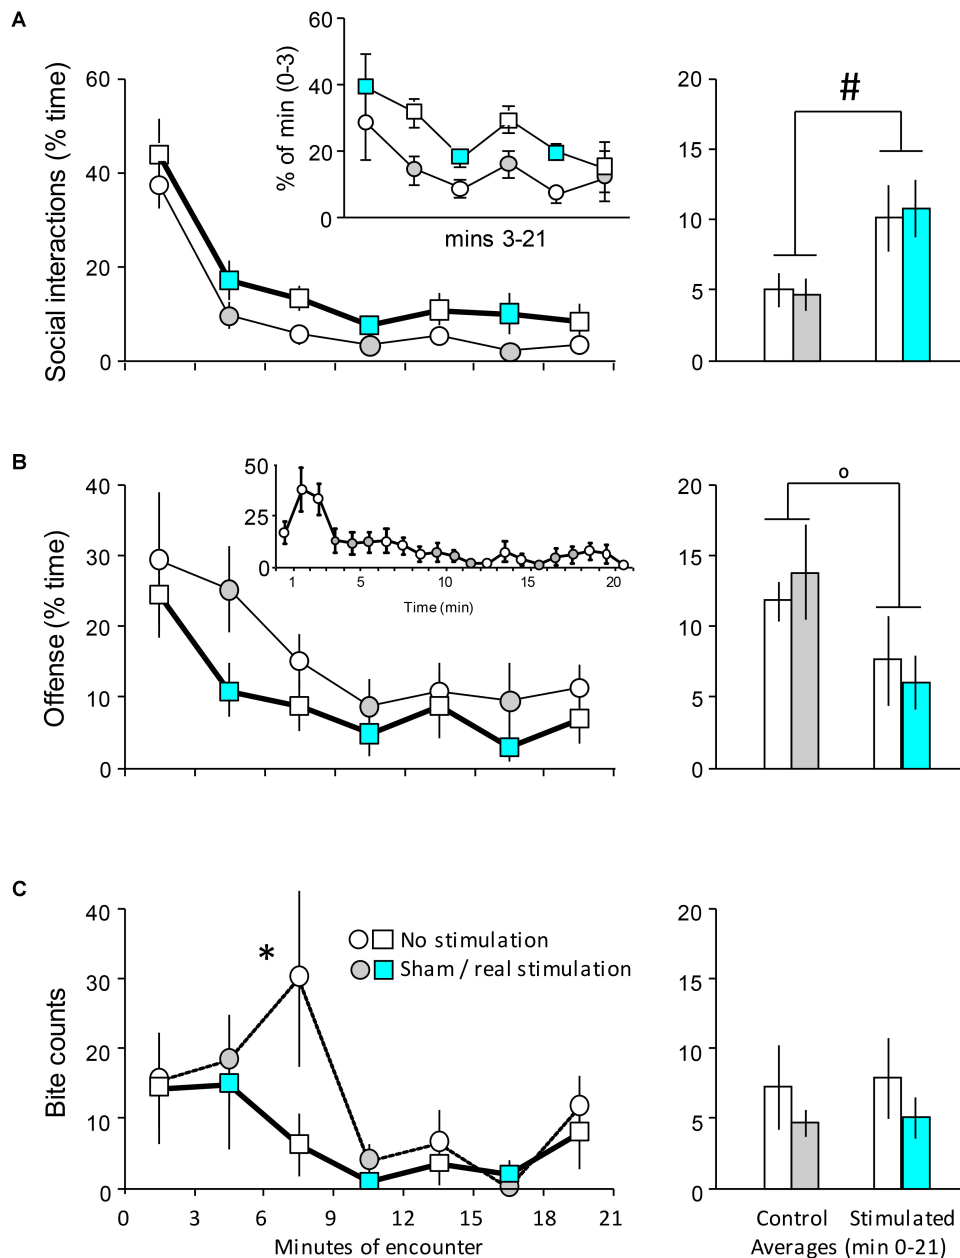 A
Social interactions (% time)
60
40
20
0
% of min (0-3)
60
40
20
0
mins 3-21
20
15
10
5
0
#
B
Offense (% time)
40
30
20
10
0
50
25
0
1 5 10 15 20
Time (min)
20
15
10
5
0
o
C
Bite counts
40
30
20
10
0
*
No stimulation
Sham / real stimulation
0 3 6 9 12 15 18 21
Minutes of encounter
20
15
10
5
0
Control Stimulated
Averages (min 0-21)